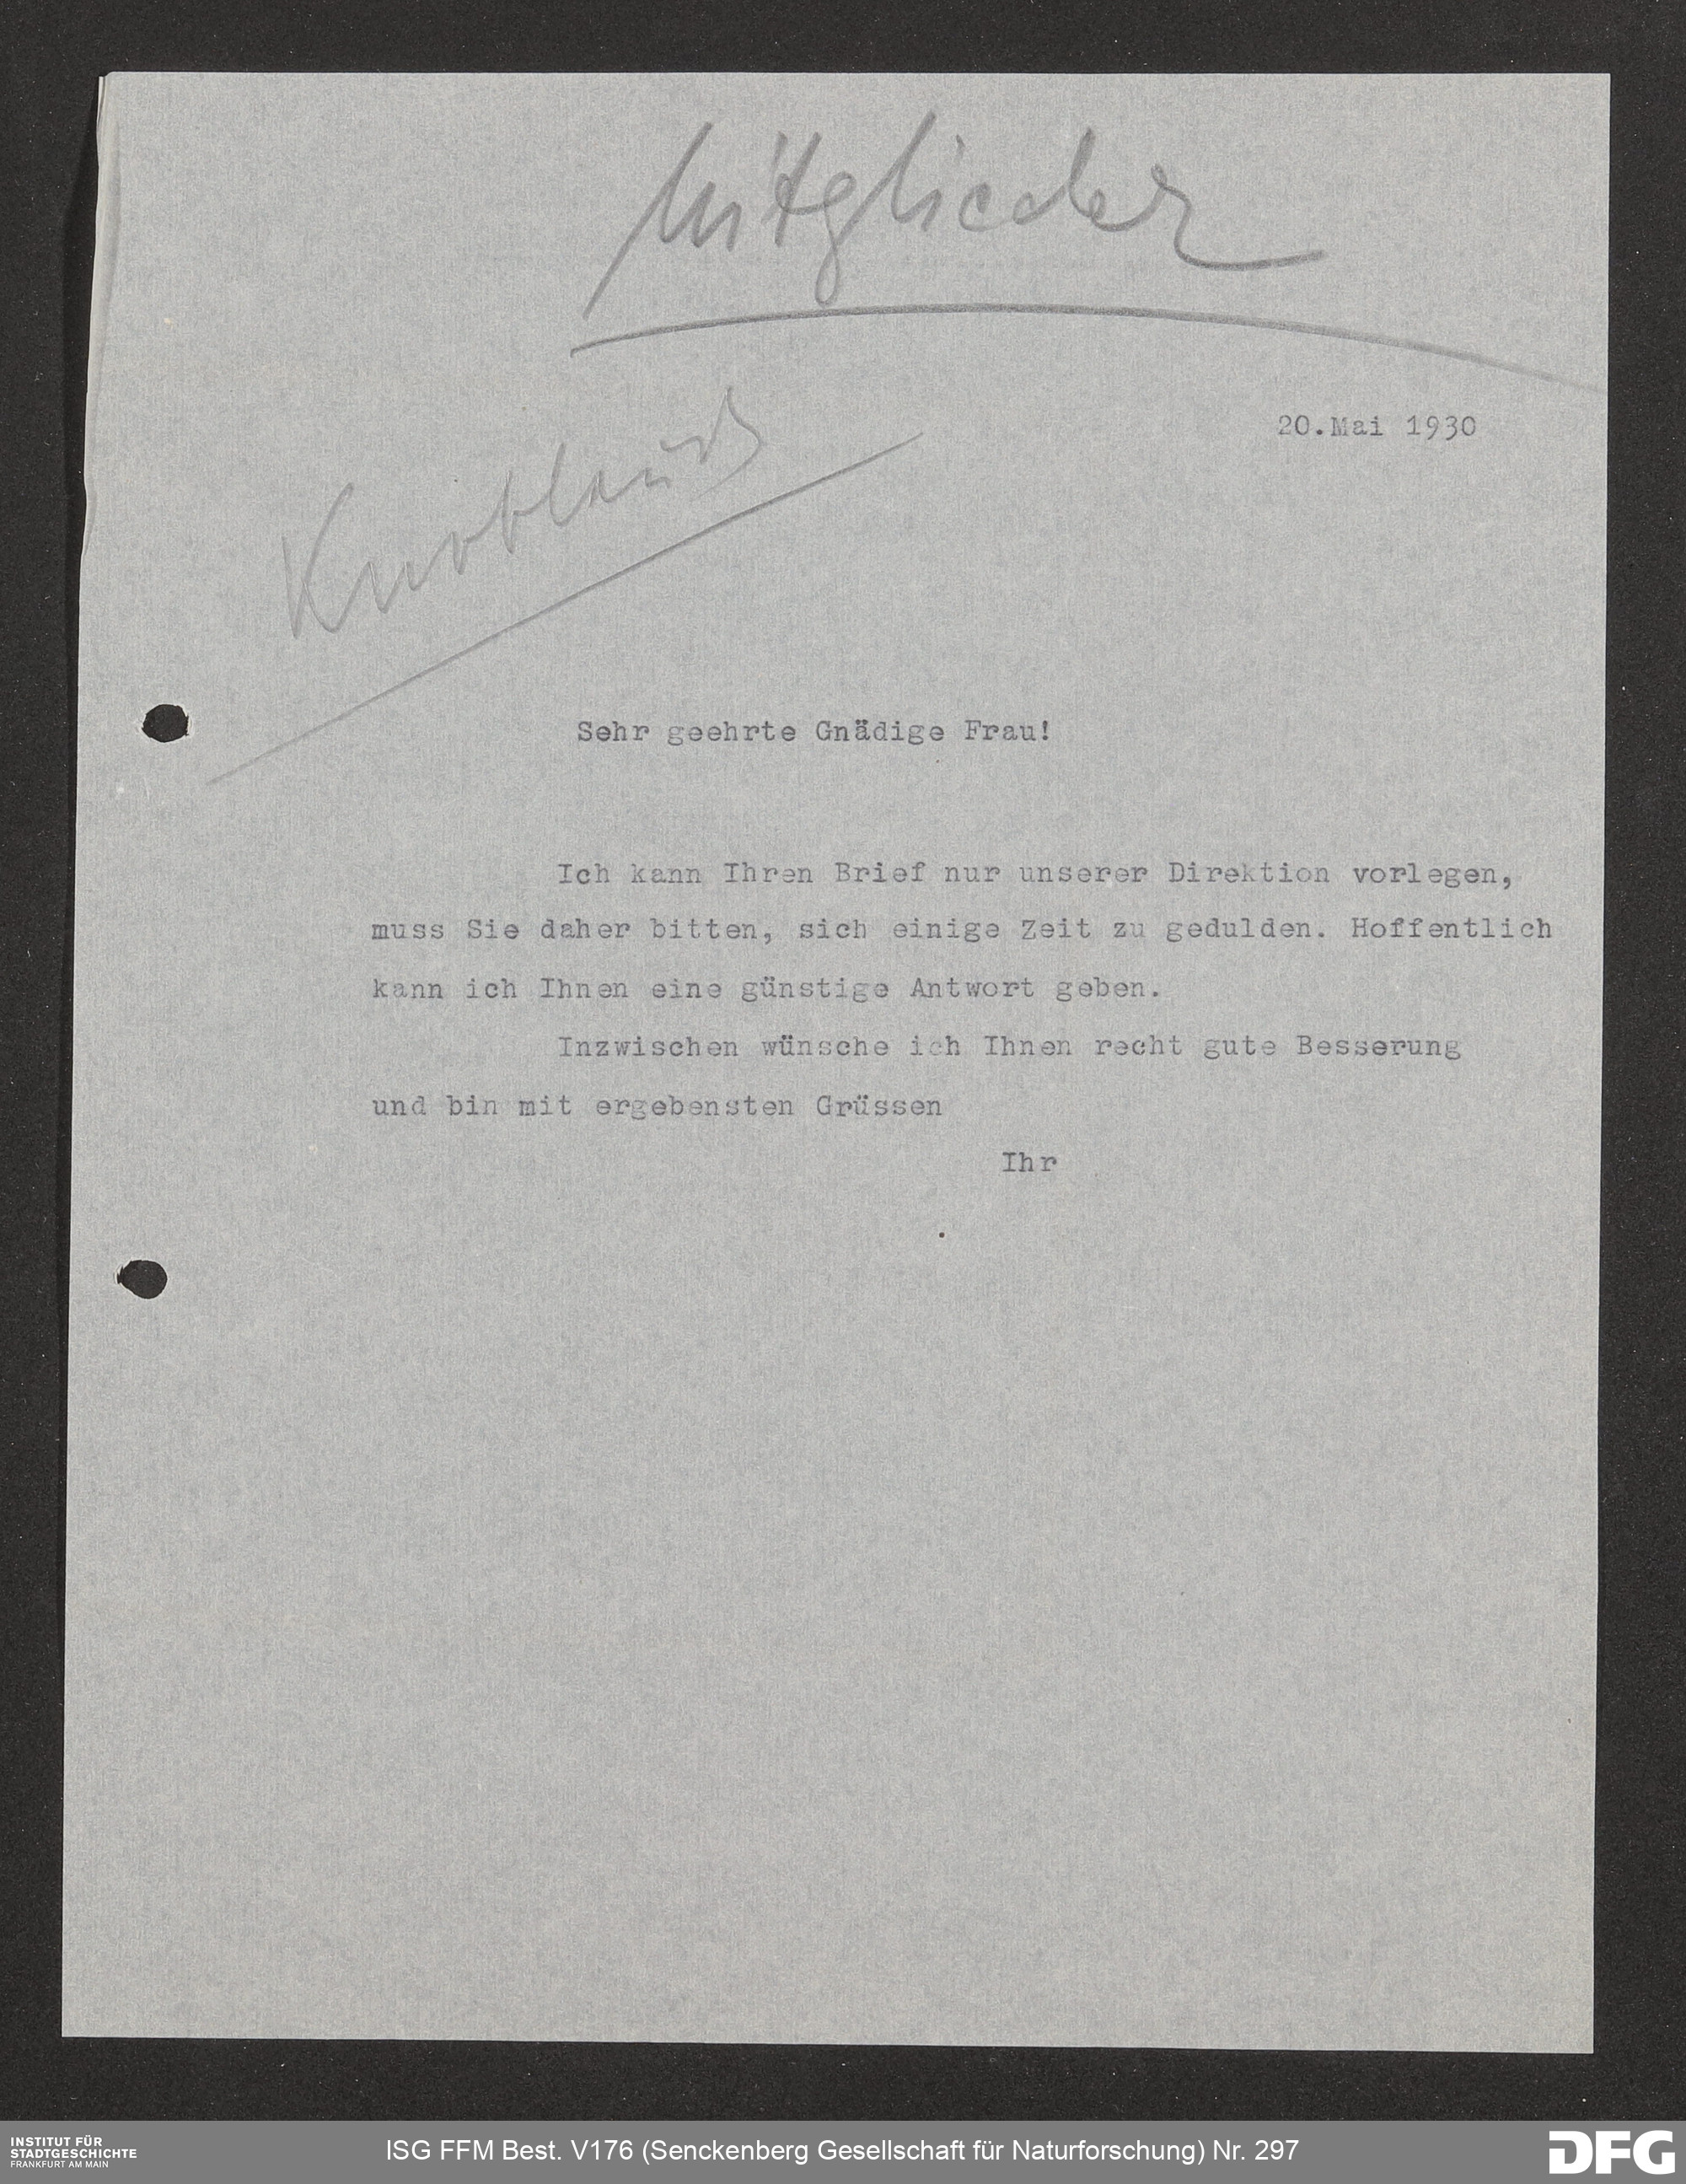 Mitglieder
20.Mai 1930
Knoblauch
Sehr geehrte Gnädige Frau!
Ich kann Ihren Brief nur unserer Direktion vorlegen,
muss Sie daher bitten, sich einige Zeit zu gedulden. Hoffentlich
kann ich Ihnen eine günstige Antwort geben.
Inzwischen wünsche ich Ihnen recht gute Besserung
und bin mit ergebensten Grüssen
Ihr
INSTITUT FÜR
STADTGESCHICHTE
FRANKFURT AM MAIN
ISG FFM Best. V176 (Senckenberg Gesellschaft für Naturforschung) Nr. 297
DFG